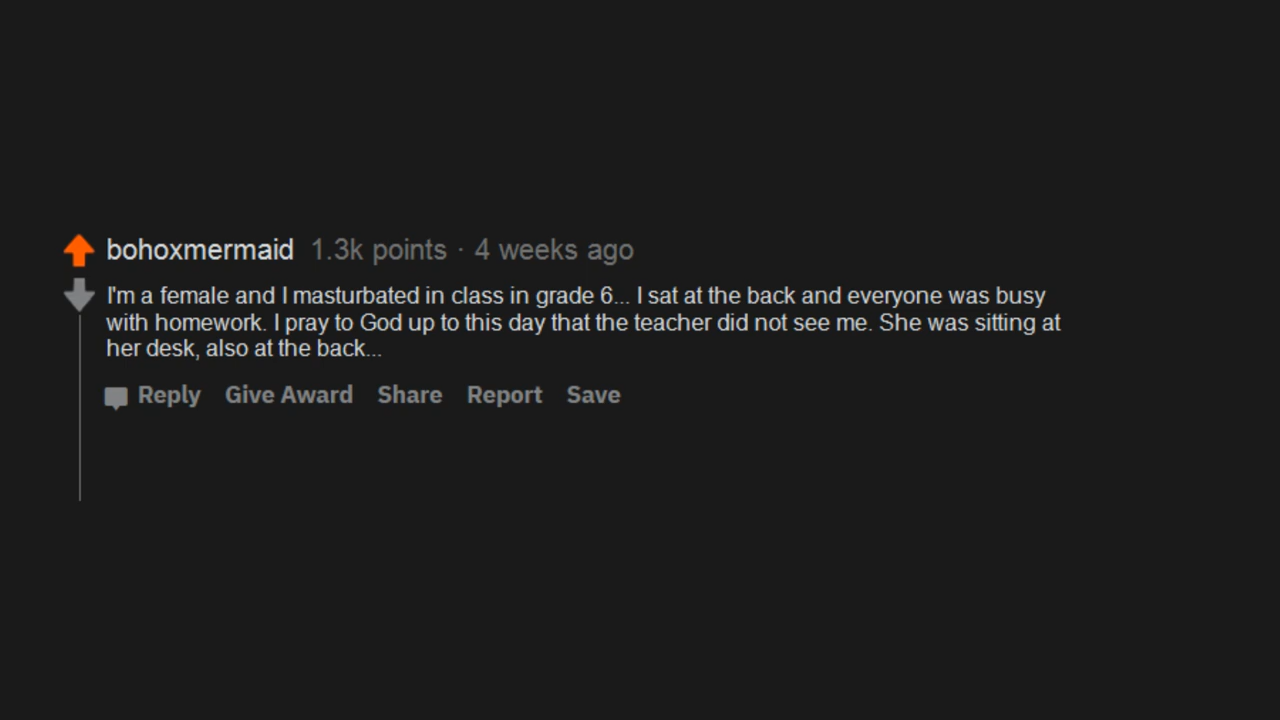 bohoxmermaid 1.3k points · 4 weeks ago
I'm a female and I masturbated in class in grade 6... I sat at the back and everyone was busy
with homework. I pray to God up to this day that the teacher did not see me. She was sitting at
her desk, also at the back...
Reply Give Award Share Report Save